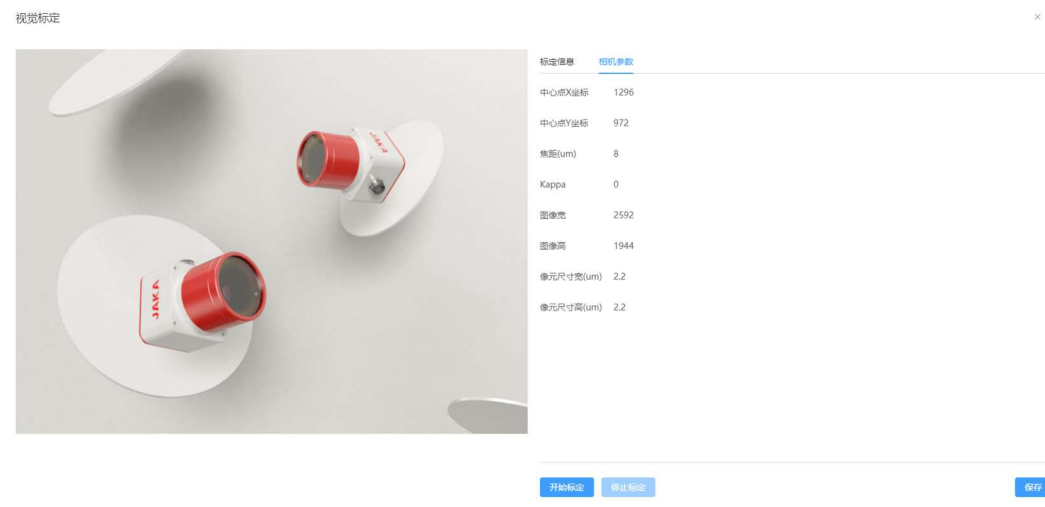 视觉标定
×
标定信息 相机参数
中心点X坐标 1296
中心点Y坐标 972
焦距(um) 8
Kappa 0
图像宽 2592
图像高 1944
像元尺寸宽(um) 2.2
像元尺寸高(um) 2.2
JAKA
JAKA
开始标定 停止标定 保存